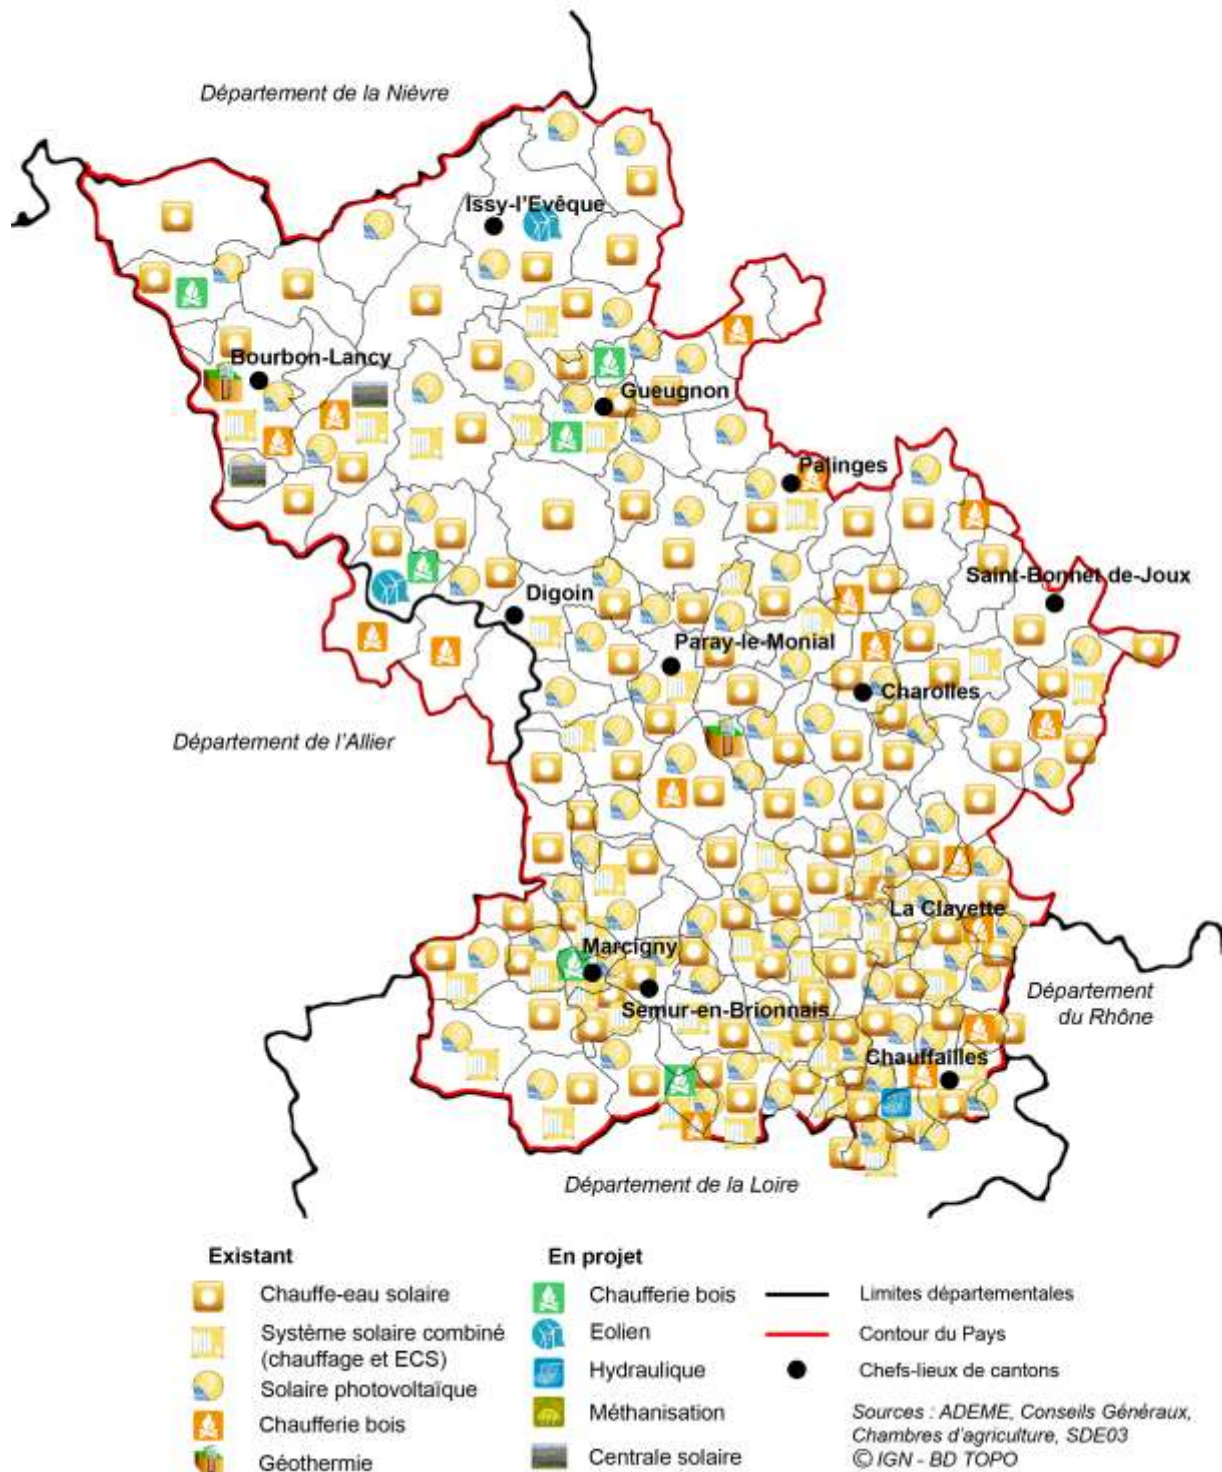 Département de la Nièvre
Issy-l'Evêque
Bourbon-Lancy
Gueugnon
Palinges
Saint-Bonnet de-Joux
Digoin
Paray-le-Monial
Charolles
Département de l'Allier
La Clayette
Marcigny
Semur-en-Brionnais
Département
du Rhône
Chauffailles
Département de la Loire
Existant
Chauffe-eau solaire
Système solaire combiné
(chauffage et ECS)
Solaire photovoltaïque
Chaufferie bois
Géothermie
En projet
Chaufferie bois
Eolien
Hydraulique
Méthanisation
Centrale solaire
Limites départementales
Contour du Pays
Chefs-lieux de cantons
Sources : ADEME, Conseils Généraux,
Chambres d'agriculture, SDE03
© IGN - BD TOPO